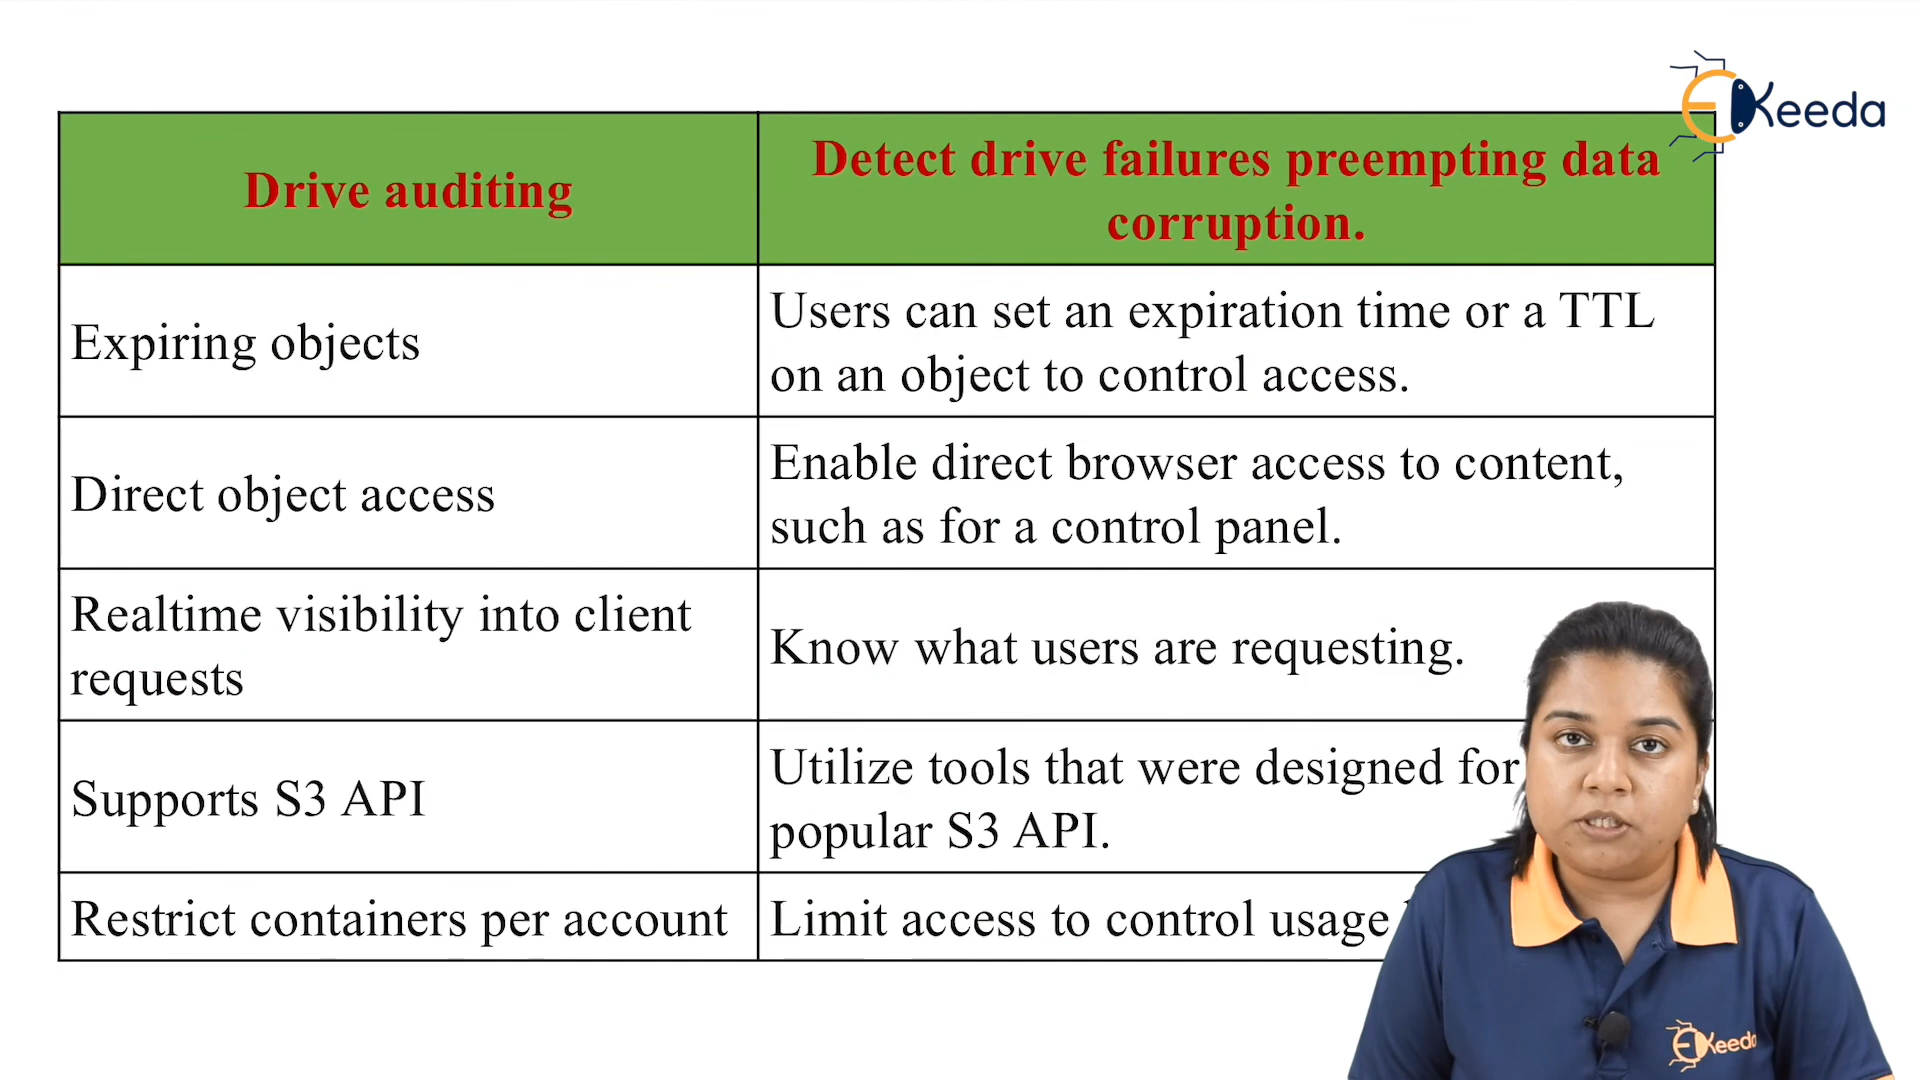 Keeda
Drive auditing
Detect drive failures preempting data
corruption.
Expiring objects
Users can set an expiration time or a TTL
on an object to control access.
Direct object access
Enable direct browser access to content,
such as for a control panel.
Realtime visibility into client
requests
Know what users are requesting.
Supports S3 API
Utilize tools that were designed for
popular S3 API.
Restrict containers per account
Limit access to control usage
Keeda